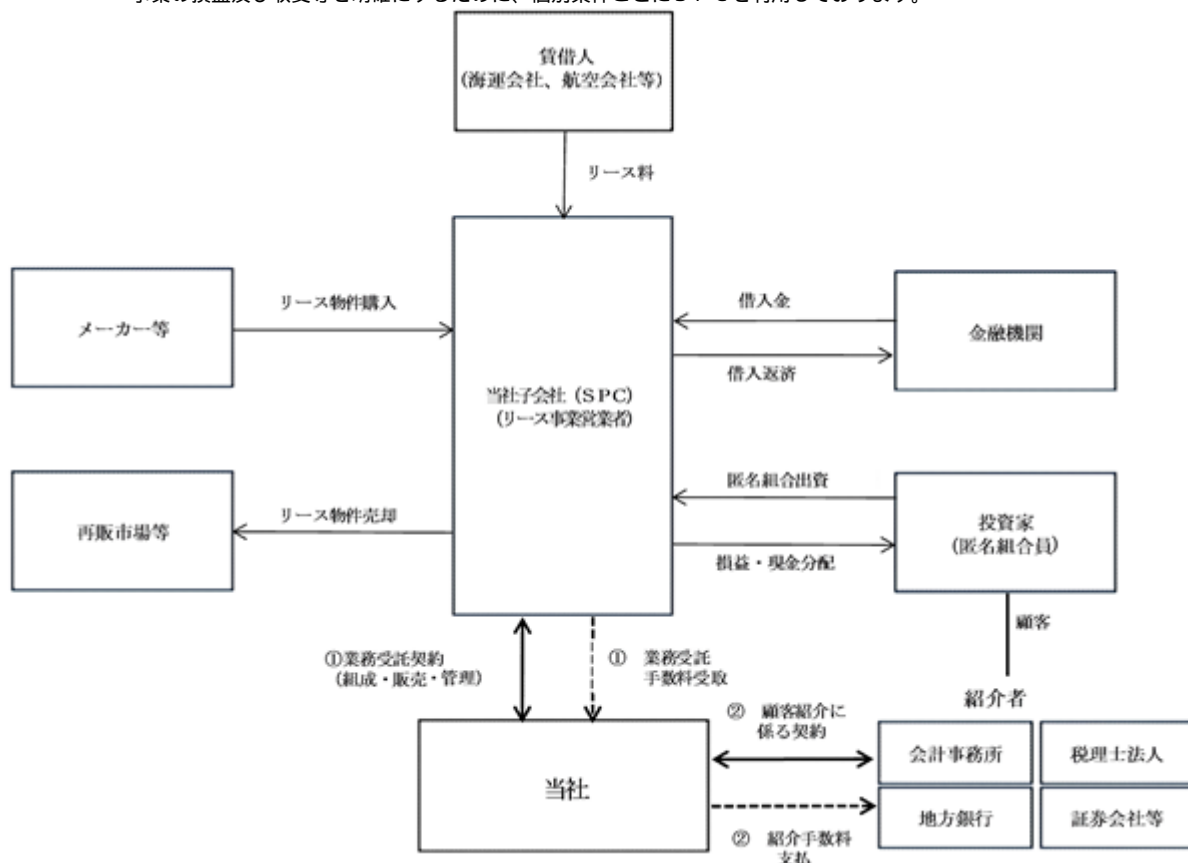 賃借人
(海運会社、航空会社等)
リース料
メーカー等
リース物件購入
借入金
金融機関
借入返済
当社子会社（SPC）
(リース事業営業者)
再販市場等
リース物件売却
匿名組合出資
投資家
(匿名組合員)
損益・現金分配
顧客
①業務受託契約
(組成・販売・管理)
① 業務受託
手数料受取
紹介者
② 顧客紹介に
係る契約
会計事務所
税理士法人
当社
地方銀行
証券会社等
② 紹介手数料
支払